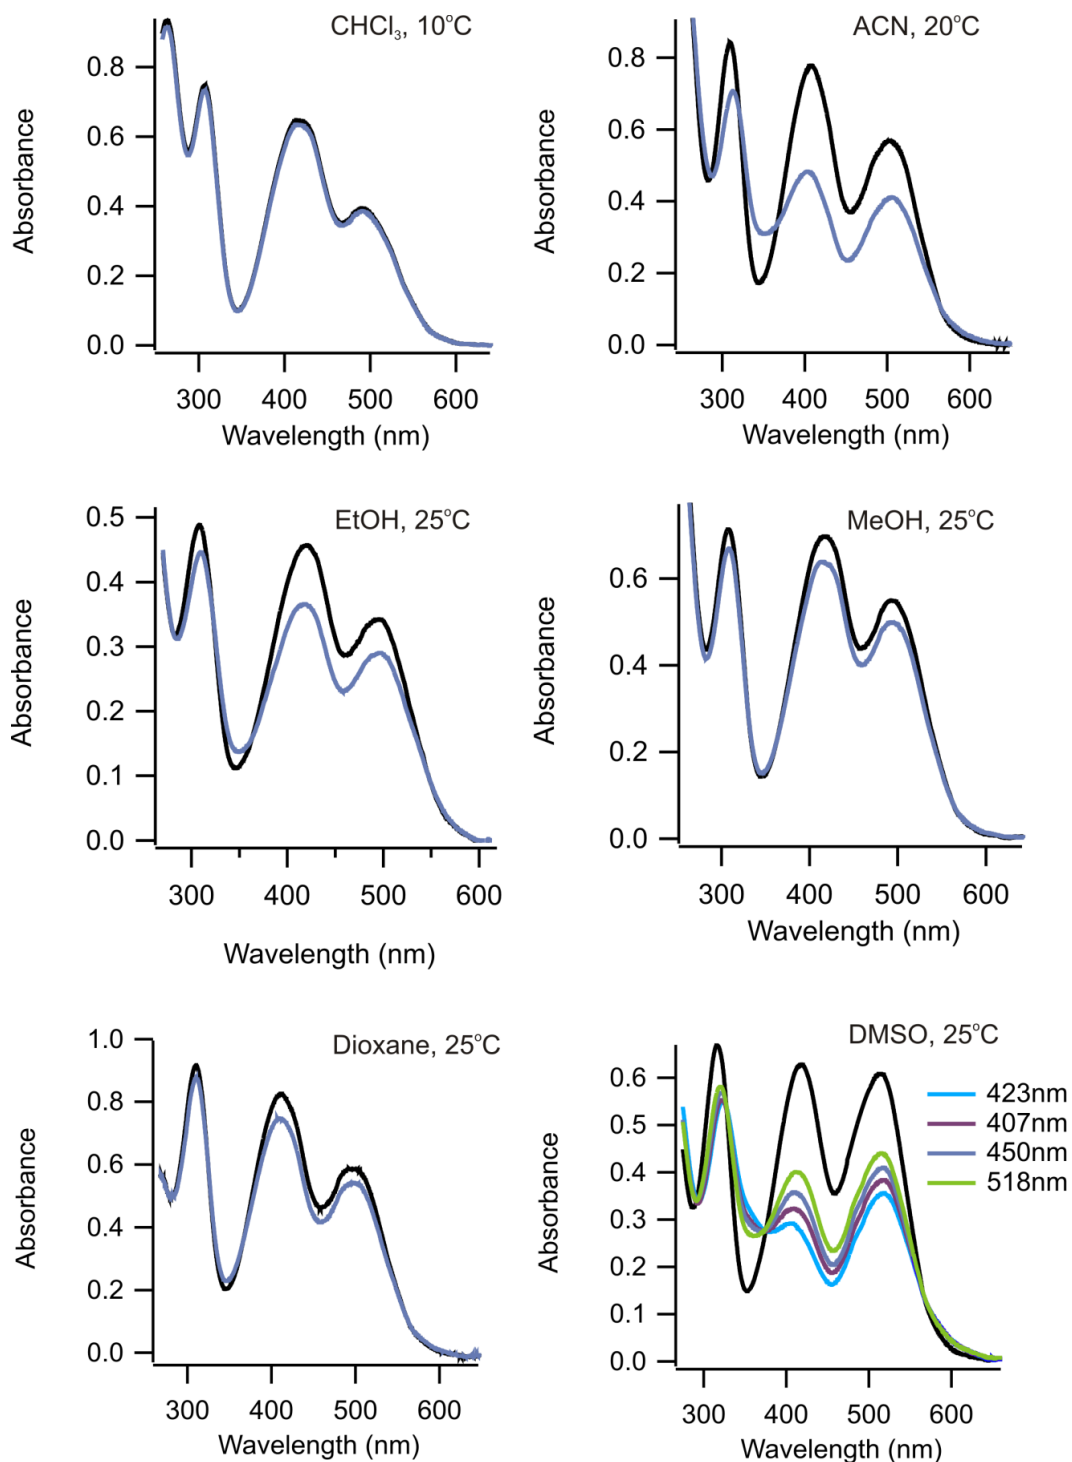 CHCl₃, 10°C
Absorbance
0.8
0.6
0.4
0.2
0.0
300 400 500 600
Wavelength (nm)
ACN, 20°C
Absorbance
0.8
0.6
0.4
0.2
0.0
300 400 500 600
Wavelength (nm)
EtOH, 25°C
Absorbance
0.5
0.4
0.3
0.2
0.1
0.0
300 400 500 600
Wavelength (nm)
MeOH, 25°C
Absorbance
0.6
0.4
0.2
0.0
300 400 500 600
Wavelength (nm)
Dioxane, 25°C
Absorbance
1.0
0.8
0.6
0.4
0.2
0.0
300 400 500 600
Wavelength (nm)
DMSO, 25°C
Absorbance
0.6
0.5
0.4
0.3
0.2
0.1
0.0
423nm
407nm
450nm
518nm
300 400 500 600
Wavelength (nm)